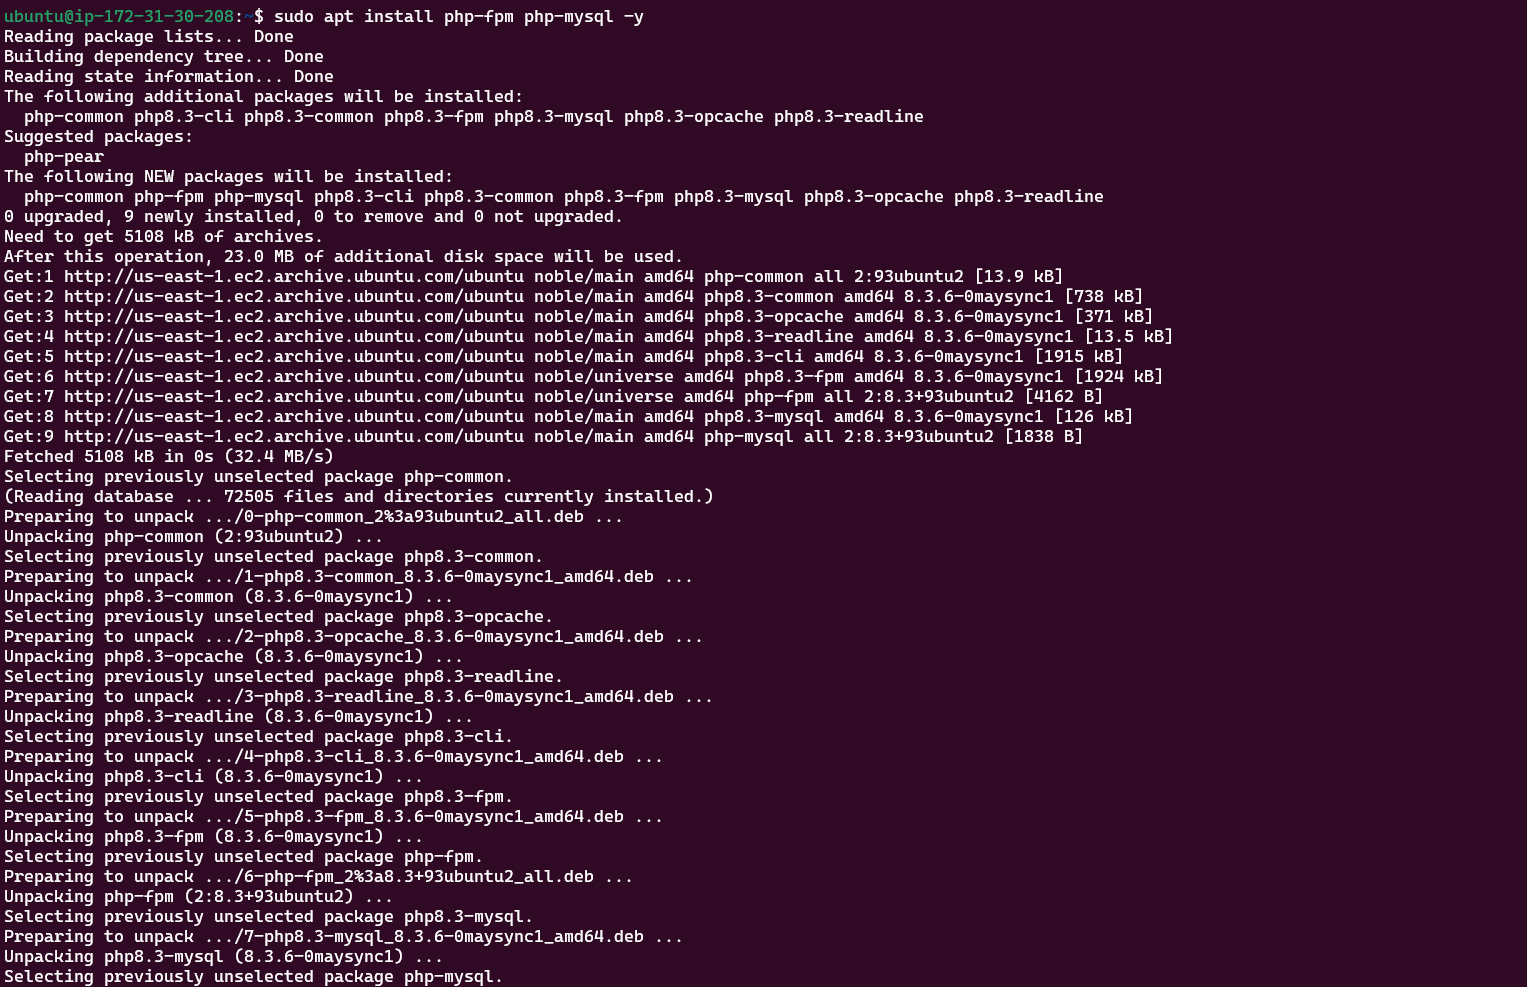 ubuntu@ip-172-31-30-208:~$ sudo apt install php-fpm php-mysql -y
Reading package lists... Done
Building dependency tree... Done
Reading state information... Done
The following additional packages will be installed:
  php-common php8.3-cli php8.3-common php8.3-fpm php8.3-mysql php8.3-opcache php8.3-readline
Suggested packages:
  php-pear
The following NEW packages will be installed:
  php-common php-fpm php-mysql php8.3-cli php8.3-common php8.3-fpm php8.3-mysql php8.3-opcache php8.3-readline
0 upgraded, 9 newly installed, 0 to remove and 0 not upgraded.
Need to get 5108 kB of archives.
After this operation, 23.0 MB of additional disk space will be used.
Get:1 http://us-east-1.ec2.archive.ubuntu.com/ubuntu noble/main amd64 php-common all 2:93ubuntu2 [13.9 kB]
Get:2 http://us-east-1.ec2.archive.ubuntu.com/ubuntu noble/main amd64 php8.3-common amd64 8.3.6-0maysync1 [738 kB]
Get:3 http://us-east-1.ec2.archive.ubuntu.com/ubuntu noble/main amd64 php8.3-opcache amd64 8.3.6-0maysync1 [371 kB]
Get:4 http://us-east-1.ec2.archive.ubuntu.com/ubuntu noble/main amd64 php8.3-readline amd64 8.3.6-0maysync1 [13.5 kB]
Get:5 http://us-east-1.ec2.archive.ubuntu.com/ubuntu noble/main amd64 php8.3-cli amd64 8.3.6-0maysync1 [1915 kB]
Get:6 http://us-east-1.ec2.archive.ubuntu.com/ubuntu noble/universe amd64 php8.3-fpm amd64 8.3.6-0maysync1 [1924 kB]
Get:7 http://us-east-1.ec2.archive.ubuntu.com/ubuntu noble/universe amd64 php-fpm all 2:8.3+93ubuntu2 [4162 B]
Get:8 http://us-east-1.ec2.archive.ubuntu.com/ubuntu noble/main amd64 php8.3-mysql amd64 8.3.6-0maysync1 [126 kB]
Get:9 http://us-east-1.ec2.archive.ubuntu.com/ubuntu noble/main amd64 php-mysql all 2:8.3+93ubuntu2 [1838 B]
Fetched 5108 kB in 0s (32.4 MB/s)
Selecting previously unselected package php-common.
(Reading database ... 72505 files and directories currently installed.)
Preparing to unpack .../0-php-common_2%3a93ubuntu2_all.deb ...
Unpacking php-common (2:93ubuntu2) ...
Selecting previously unselected package php8.3-common.
Preparing to unpack .../1-php8.3-common_8.3.6-0maysync1_amd64.deb ...
Unpacking php8.3-common (8.3.6-0maysync1) ...
Selecting previously unselected package php8.3-opcache.
Preparing to unpack .../2-php8.3-opcache_8.3.6-0maysync1_amd64.deb ...
Unpacking php8.3-opcache (8.3.6-0maysync1) ...
Selecting previously unselected package php8.3-readline.
Preparing to unpack .../3-php8.3-readline_8.3.6-0maysync1_amd64.deb ...
Unpacking php8.3-readline (8.3.6-0maysync1) ...
Selecting previously unselected package php8.3-cli.
Preparing to unpack .../4-php8.3-cli_8.3.6-0maysync1_amd64.deb ...
Unpacking php8.3-cli (8.3.6-0maysync1) ...
Selecting previously unselected package php8.3-fpm.
Preparing to unpack .../5-php8.3-fpm_8.3.6-0maysync1_amd64.deb ...
Unpacking php8.3-fpm (8.3.6-0maysync1) ...
Selecting previously unselected package php-fpm.
Preparing to unpack .../6-php-fpm_2%3a8.3+93ubuntu2_all.deb ...
Unpacking php-fpm (2:8.3+93ubuntu2) ...
Selecting previously unselected package php8.3-mysql.
Preparing to unpack .../7-php8.3-mysql_8.3.6-0maysync1_amd64.deb ...
Unpacking php8.3-mysql (8.3.6-0maysync1) ...
Selecting previously unselected package php-mysql.